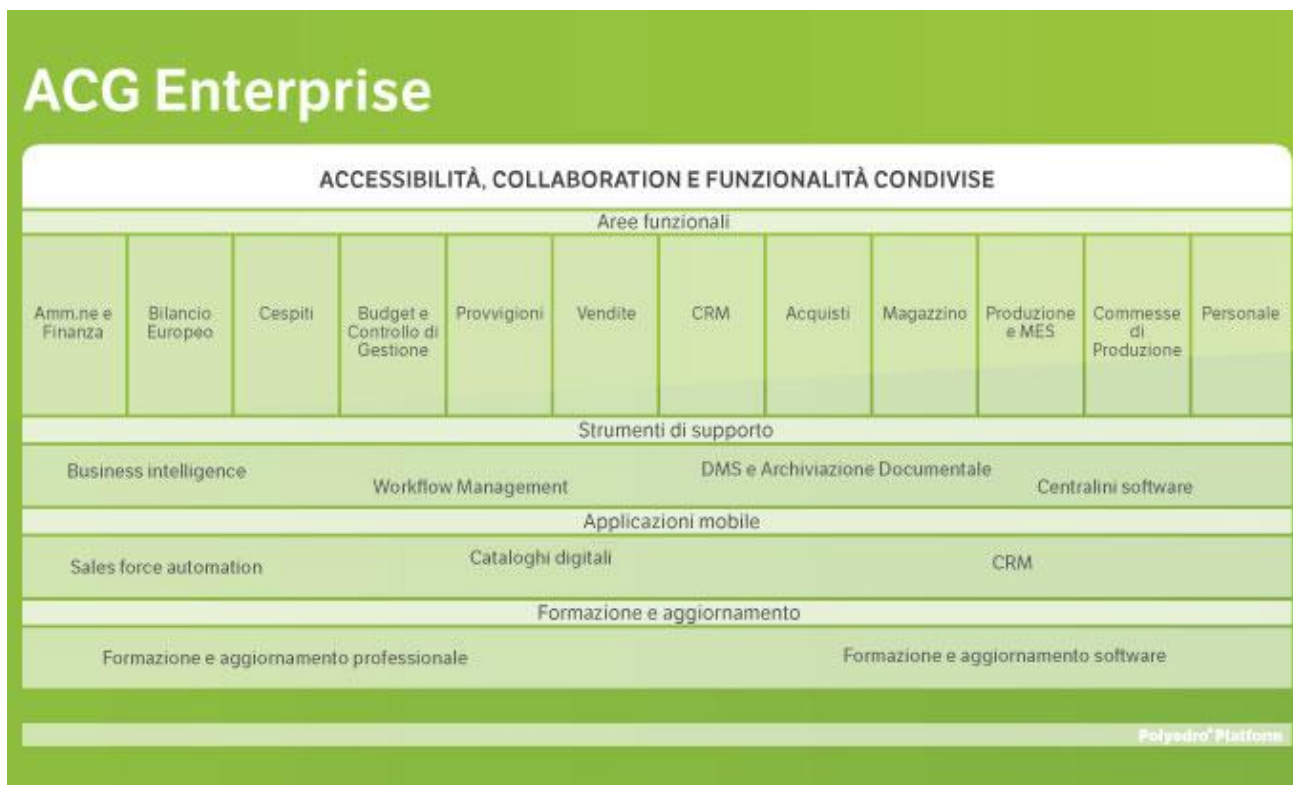 ACG Enterprise
ACCESSIBILITÀ, COLLABORATION E FUNZIONALITÀ CONDIVISE
Aree funzionali
Amm.ne e
Finanza
Bilancio
Europeo
Cespiti
Budget e
Controllo di
Gestione
Provvigioni
Vendite
CRM
Acquisti
Magazzino
Produzione
e MES
Commesse
di
Produzione
Personale
Strumenti di supporto
Business intelligence
Workflow Management
DMS e Archiviazione Documentale
Centralini software
Applicazioni mobile
Sales force automation
Cataloghi digitali
CRM
Formazione e aggiornamento
Formazione e aggiornamento professionale
Formazione e aggiornamento software
Polyedro® Platfone